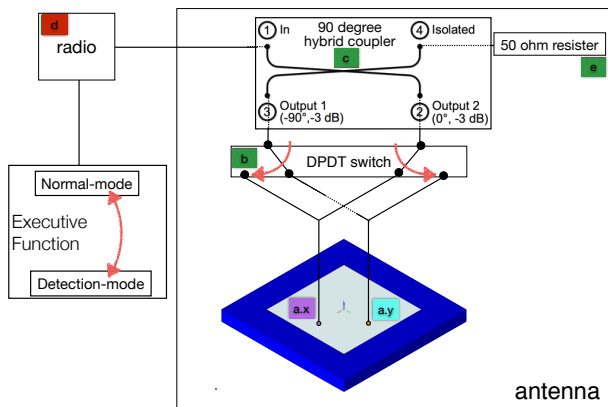 d
radio
1 In
90 degree
hybrid coupler
4 Isolated
c
50 ohm resister
e
3 Output 1
(-90°,-3 dB)
2 Output 2
(0°, -3 dB)
b
DPDT switch
Normal-mode
Executive
Function
Detection-mode
a.x
a.y
antenna